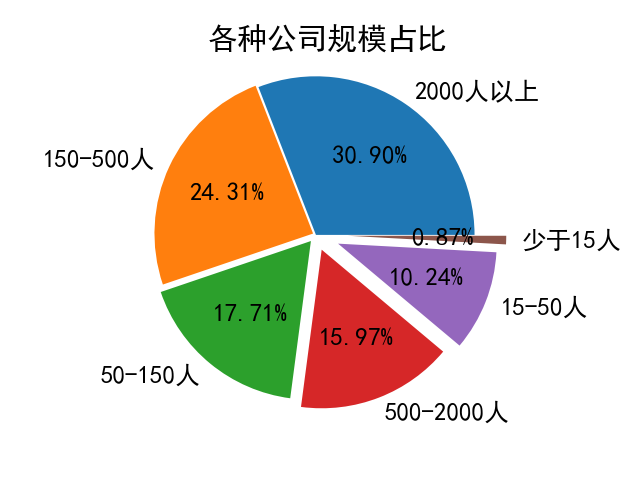 各种公司规模占比
2000人以上
30.90%
150-500人
24.31%
50-150人
17.71%
500-2000人
15.97%
15-50人
10.24%
少于15人
0.87%